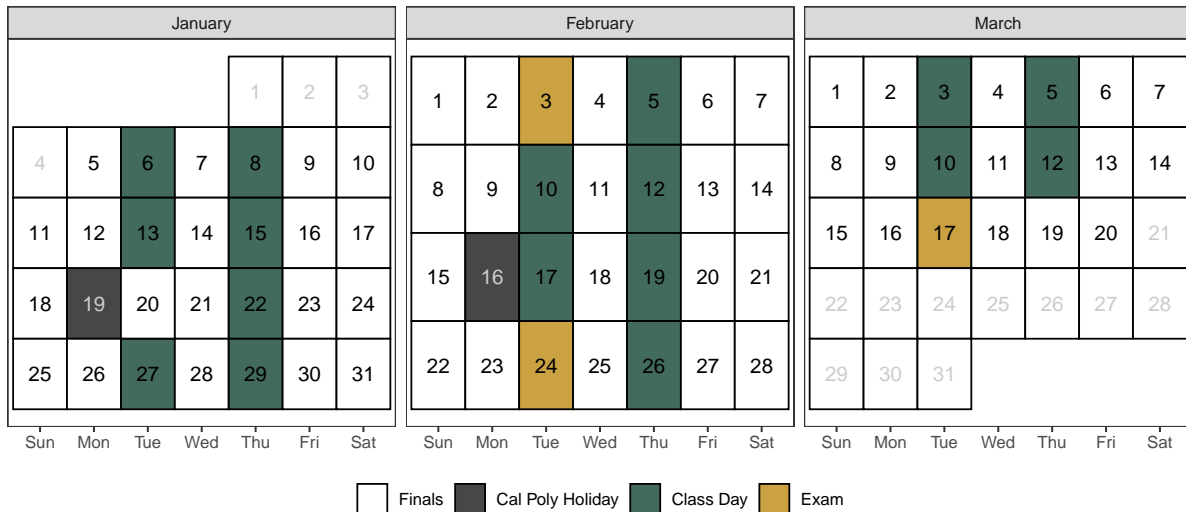 January February March
1 2 3
4 5 6 7 8 9 10
11 12 13 14 15 16 17
18 19 20 21 22 23 24
25 26 27 28 29 30 31
Sun Mon Tue Wed Thu Fri Sat
1 2 3 4 5 6 7
8 9 10 11 12 13 14
15 16 17 18 19 20 21
22 23 24 25 26 27 28
Sun Mon Tue Wed Thu Fri Sat
1 2 3 4 5 6 7
8 9 10 11 12 13 14
15 16 17 18 19 20 21
22 23 24 25 26 27 28
29 30 31
Sun Mon Tue Wed Thu Fri Sat
Finals Cal Poly Holiday Class Day Exam